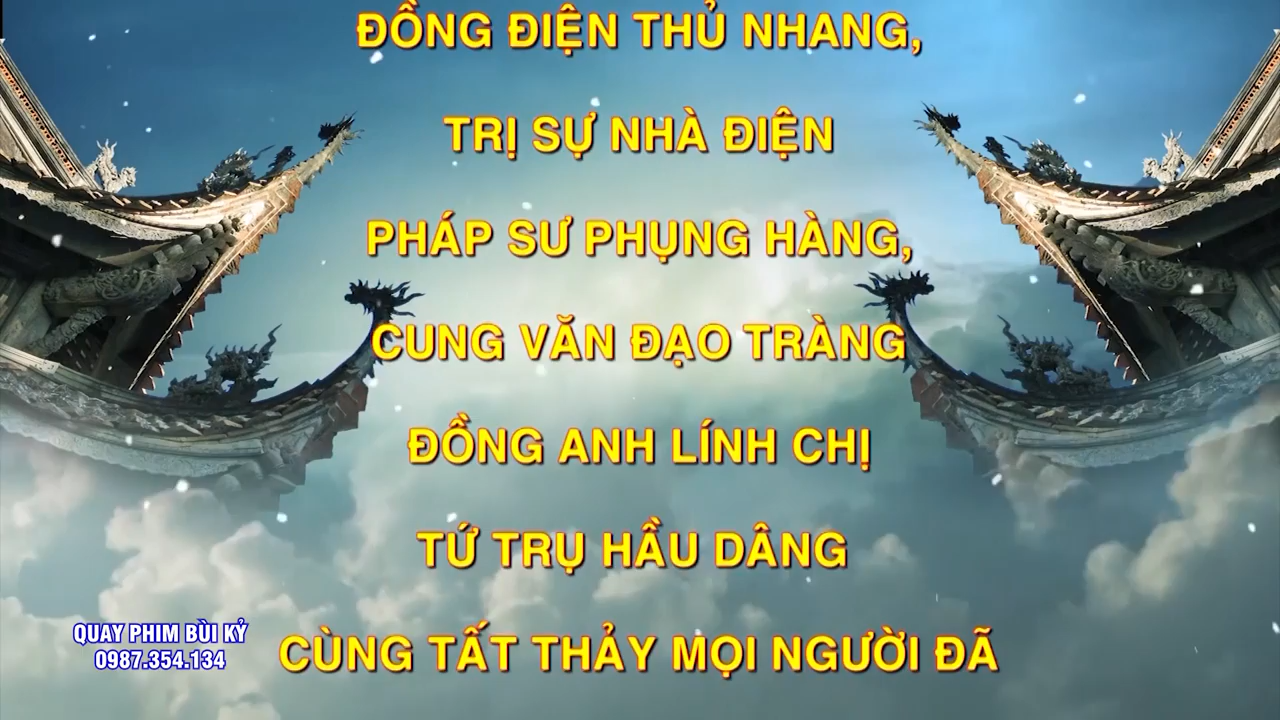 ĐỒNG ĐIỆN THỦ NHANG,
TRỊ SỰ NHÀ ĐIỆN
PHÁP SƯ PHỤNG HÀNG,
CUNG VĂN ĐẠO TRÀNG
ĐỒNG ANH LÍNH CHỊ
TỨ TRỤ HẦU DÂNG
CÙNG TẤT THẢY MỌI NGƯỜI ĐÃ
QUAY PHIM BÙI KỶ
0987.354.134